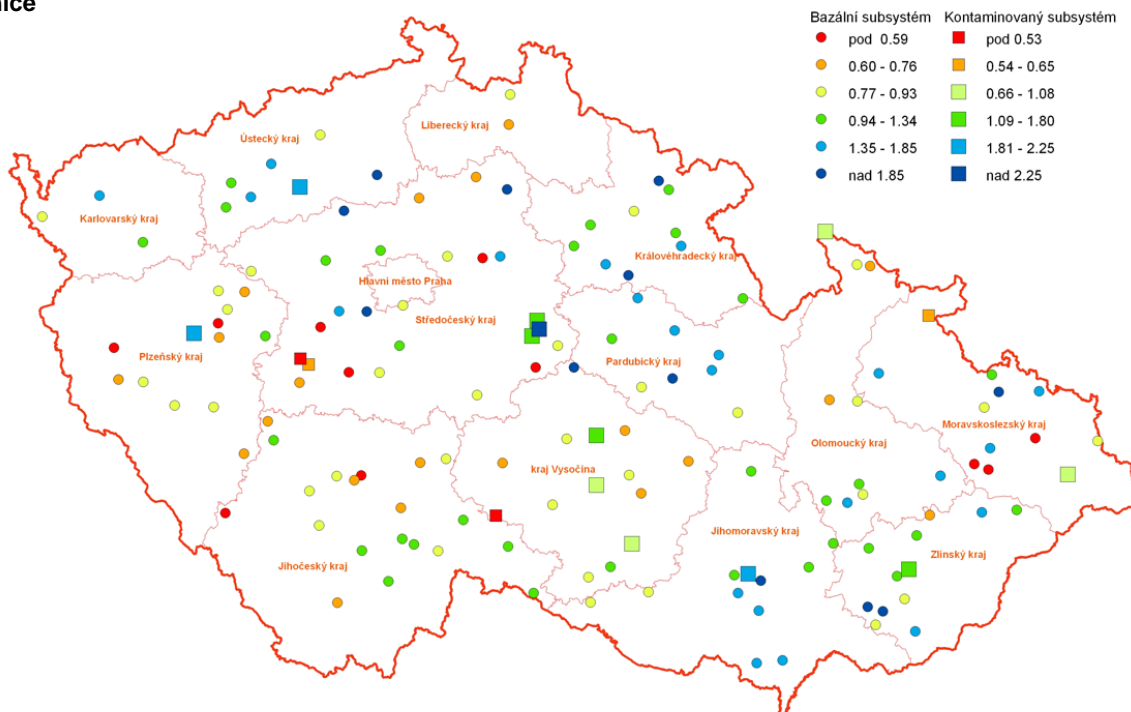 Bazální subsystém Kontaminovaný subsystém
pod 0.59 pod 0.53
0.60 - 0.76 0.54 - 0.65
0.77 - 0.93 0.66 - 1.08
0.94 - 1.34 1.09 - 1.80
1.35 - 1.85 1.81 - 2.25
nad 1.85 nad 2.25
Liberecký kraj
Ústecký kraj
Karlovarský kraj
Královéhradecký kraj
Hlavní město Praha
Středočeský kraj
Plzeňský kraj
Pardubický kraj
Moravskoslezský kraj
Olomoucký kraj
kraj Vysočina
Jihomoravský kraj
Zlínský kraj
Jihočeský kraj